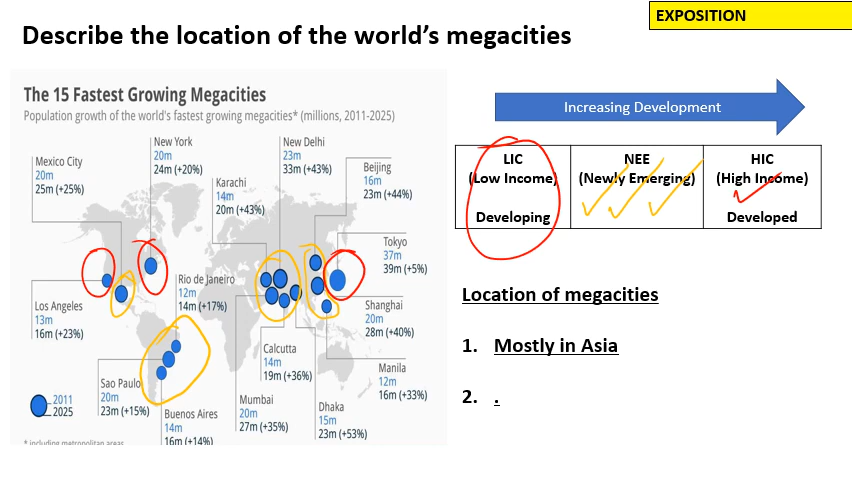 EXPOSITION
Describe the location of the world's megacities
The 15 Fastest Growing Megacities
Population growth of the world's fastest growing megacities* (millions, 2011-2025)
New York
20m
24m (+20%)
New Delhi
23m
33m (+43%)
Mexico City
20m
25m (+25%)
Beijing
16m
23m (+44%)
Karachi
14m
20m (+43%)
Tokyo
37m
39m (+5%)
Rio de Janeiro
12m
14m (+17%)
Los Angeles
13m
16m (+23%)
Shanghai
20m
28m (+40%)
Calcutta
14m
19m (+36%)
Manila
12m
16m (+33%)
Sao Paulo
20m
23m (+15%)
Mumbai
20m
27m (+35%)
Dhaka
15m
23m (+53%)
Buenos Aires
14m
16m (+14%)
2011
2025
* including metropolitan areas
Increasing Development
LIC
(Low Income)
Developing
NEE
(Newly Emerging)
HIC
(High Income)
Developed
Location of megacities
1. Mostly in Asia
2. .